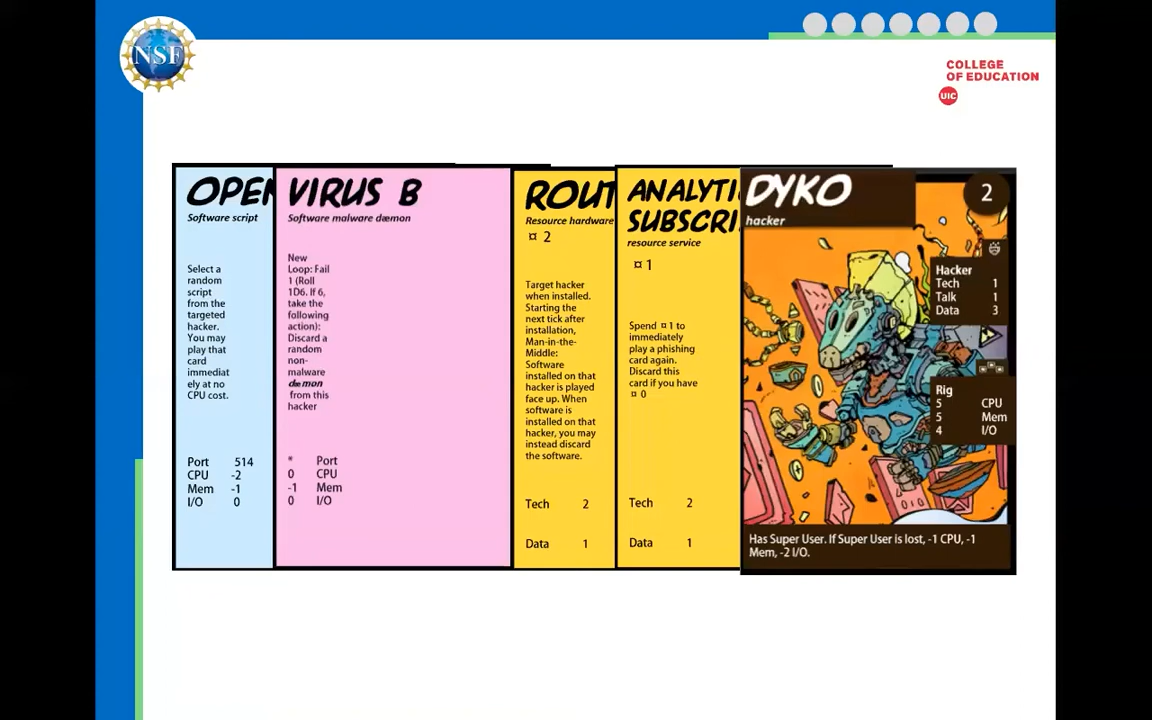 NSF
COLLEGE
OF EDUCATION
UIC
OPEN
Software script
Select a
random
script
from the
targeted
hacker.
You may
play that
card
immediat
ely at no
CPU cost.
Port 514
CPU -2
Mem -1
I/O 0
VIRUS B
Software malware dæmon
New
Loop: Fail
1 (Roll
1D6. If 6,
take the
following
action):
Discard a
random
non-
malware
dæmon
from this
hacker
* Port
0 CPU
-1 Mem
0 I/O
ROUT
Resource hardware
¤ 2
Target hacker
when installed.
Starting the
next tick after
installation,
Man-in-the-
Middle:
Software
installed on that
hacker is played
face up. When
software is
installed on that
hacker, you may
instead discard
the software.
Tech 2
Data 1
ANALYTI
SUBSCRI
resource service
¤ 1
Spend ¤ 1 to
immediately
play a phishing
card again.
Discard this
card if you have
¤ 0
Tech 2
Data 1
DYKO
hacker
2
Hacker
Tech 1
Talk 1
Data 3
Rig
5 CPU
5 Mem
4 I/O
Has Super User. If Super User is lost, -1 CPU, -1
Mem, -2 I/O.